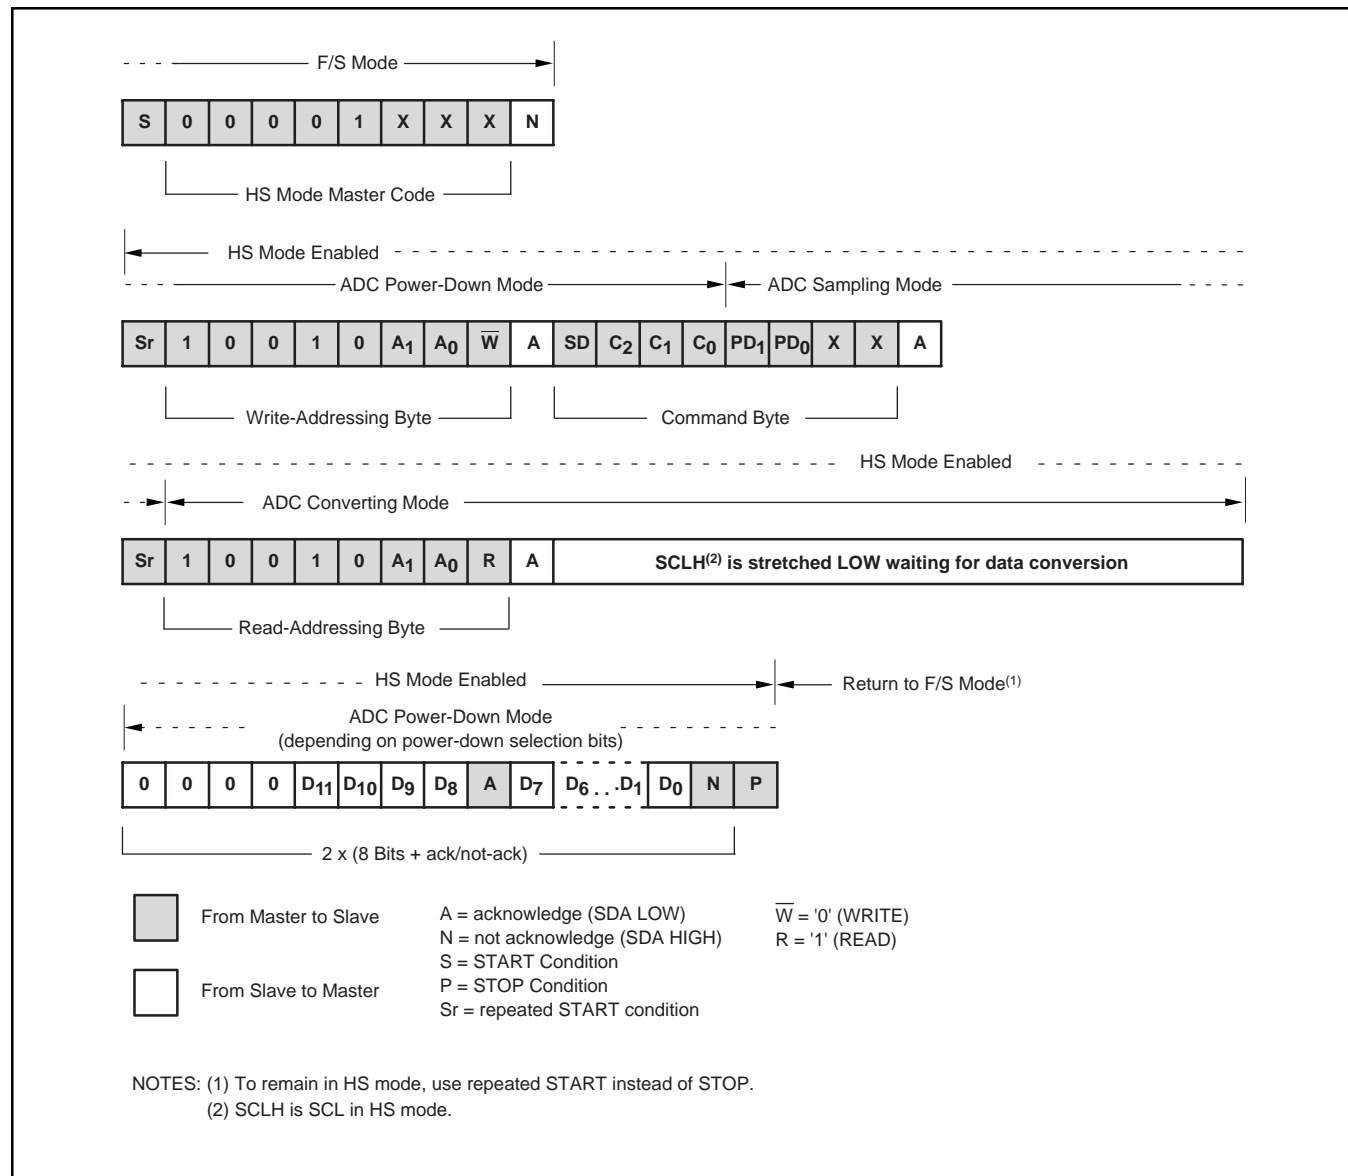 F/S Mode
S 0 0 0 0 1 X X X N
HS Mode Master Code
HS Mode Enabled
ADC Power-Down Mode ADC Sampling Mode
Sr 1 0 0 1 0 A1 A0 W̅ A SD C2 C1 C0 PD1 PD0 X X A
Write-Addressing Byte Command Byte
HS Mode Enabled
ADC Converting Mode
Sr 1 0 0 1 0 A1 A0 R A SCLH(2) is stretched LOW waiting for data conversion
Read-Addressing Byte
HS Mode Enabled Return to F/S Mode(1)
ADC Power-Down Mode
(depending on power-down selection bits)
0 0 0 0 D11 D10 D9 D8 A D7 D6 . . .D1 D0 N P
2 x (8 Bits + ack/not-ack)
From Master to Slave
From Slave to Master
A = acknowledge (SDA LOW)
N = not acknowledge (SDA HIGH)
S = START Condition
P = STOP Condition
Sr = repeated START condition
W̅ = '0' (WRITE)
R = '1' (READ)
NOTES: (1) To remain in HS mode, use repeated START instead of STOP.
(2) SCLH is SCL in HS mode.